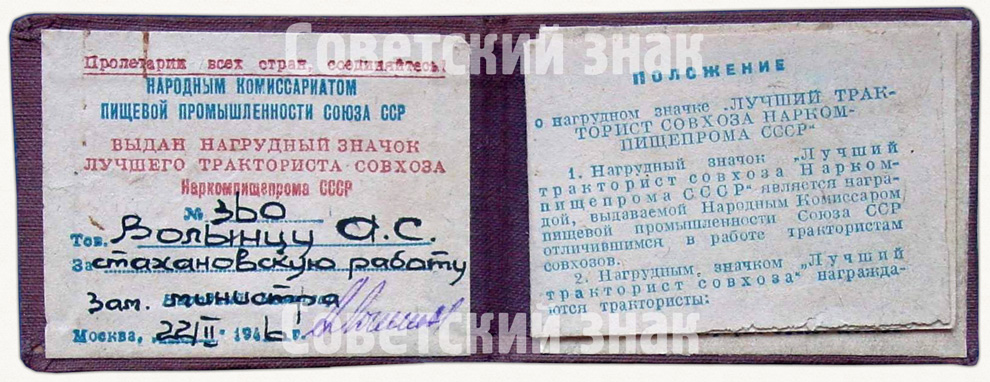 Советский знак
Пролетарии всех стран, соединяйтесь!
НАРОДНЫМ КОМИССАРИАТОМ
ПИЩЕВОЙ ПРОМЫШЛЕННОСТИ СОЮЗА ССР
ВЫДАН НАГРУДНЫЙ ЗНАЧОК
ЛУЧШЕГО ТРАКТОРИСТА СОВХОЗА
Наркомпищепрома СССР
№ 360
Тов. Волынцу А.С.
За стахановскую работу
Зам. министра
Москва, 22/II 1946 г.
ПОЛОЖЕНИЕ
о нагрудном значке „ЛУЧШИЙ ТРАК-
ТОРИСТ СОВХОЗА НАРКОМ-
ПИЩЕПРОМА СССР"
1. Нагрудный значок „Лучший
тракторист совхоза Нарком-
пищепрома СССР" является награ-
дой, выдаваемой Народным Комиссаром
пищевой промышленности Союза ССР
отличившимся в работе трактористам
совхозов.
2. Нагрудным значком „Лучший
тракторист совхоза" награжда-
ются трактористы:
Советский знак